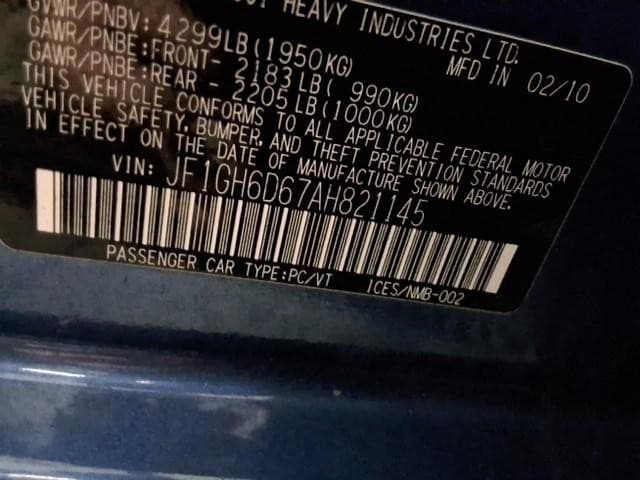 HEAVY INDUSTRIES LTD.
MFD IN 02/10
GVWR/PNBV: 4299LB(1950KG)
GAWR/PNBE:FRONT- 2183LB( 990KG)
GAWR/PNBE:REAR - 2205LB(1000KG)
THIS VEHICLE CONFORMS TO ALL APPLICABLE FEDERAL MOTOR
VEHICLE SAFETY, BUMPER, AND THEFT PREVENTION STANDARDS
IN EFFECT ON THE DATE OF MANUFACTURE SHOWN ABOVE.
VIN: JF1GH6D67AH821145
PASSENGER CAR TYPE:PC/VT ICES/NMB-002